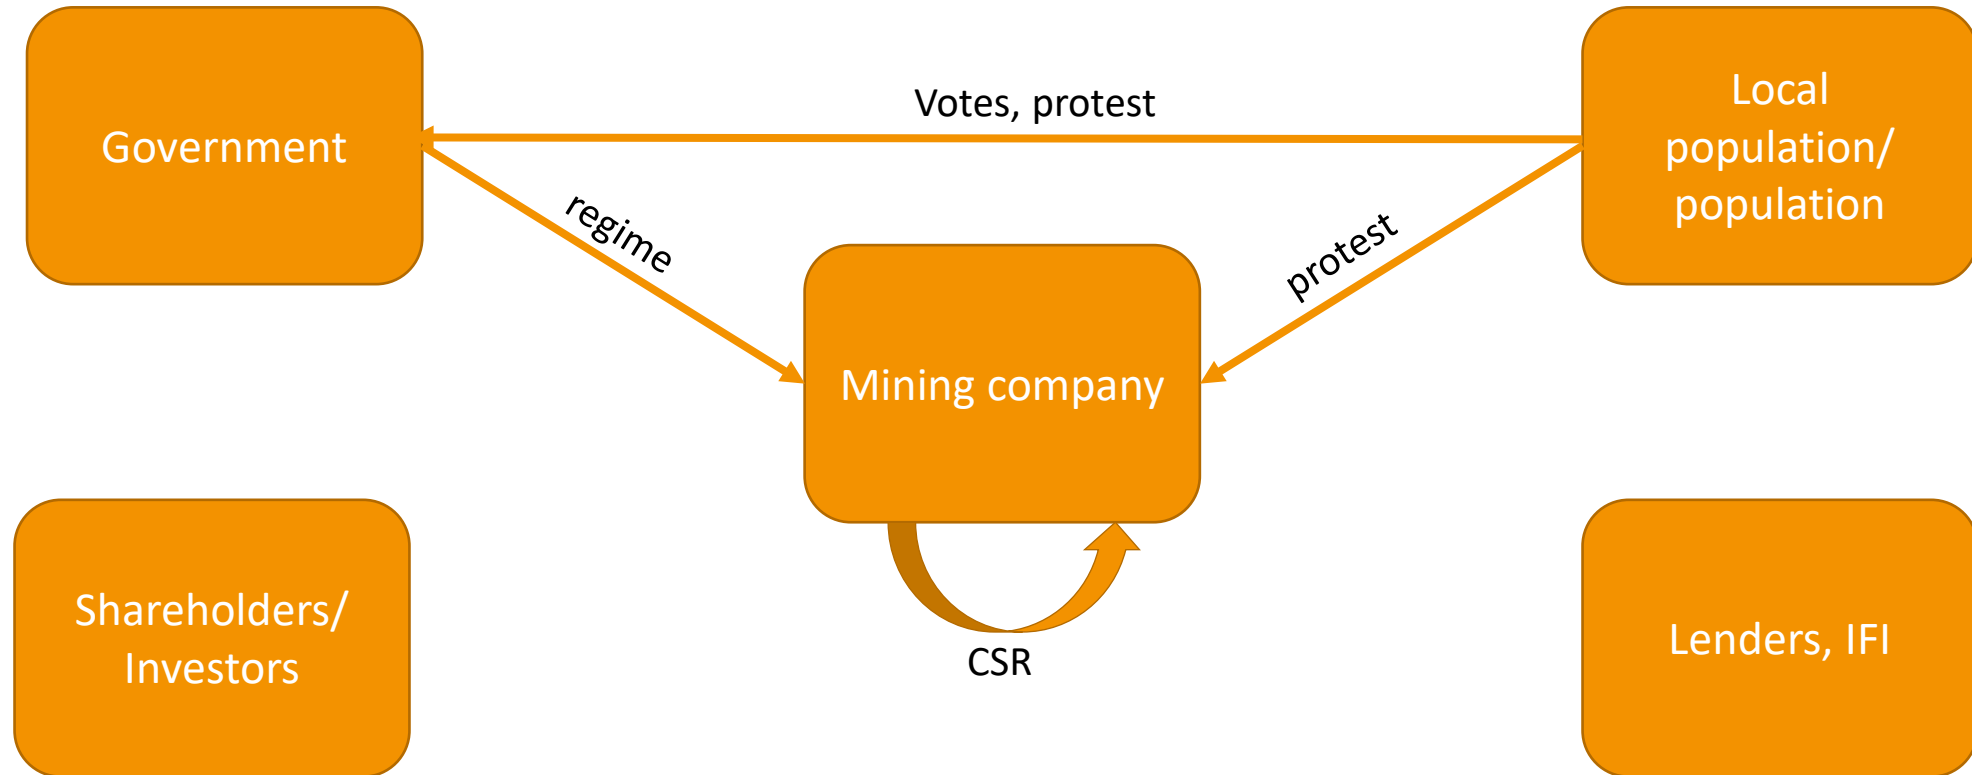 Government
Votes, protest
Local
population/
population
regime
protest
Mining company
Shareholders/
Investors
CSR
Lenders, IFI